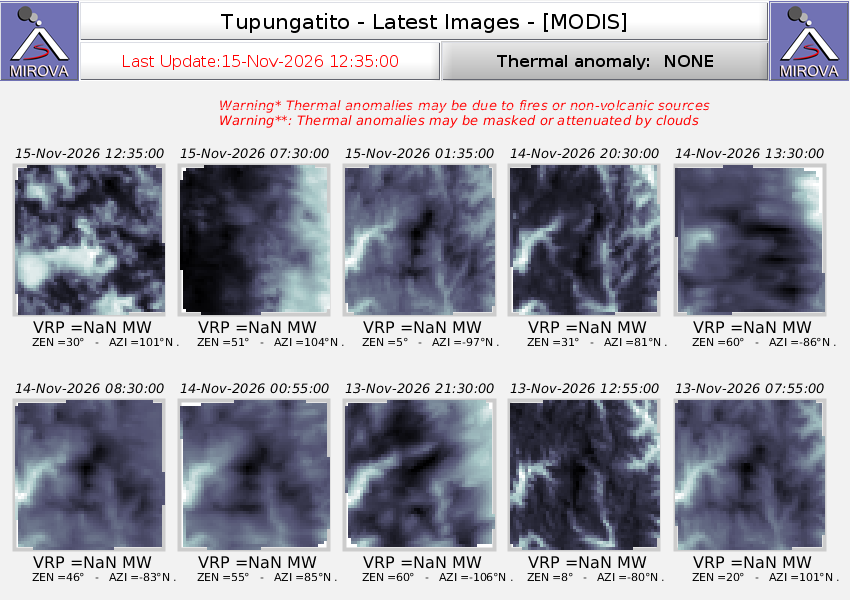 Tupungatito - Latest Images - [MODIS]
MIROVA
Last Update:15-Nov-2026 12:35:00
Thermal anomaly: NONE
MIROVA
Warning* Thermal anomalies may be due to fires or non-volcanic sources
Warning**: Thermal anomalies may be masked or attenuated by clouds
15-Nov-2026 12:35:00 15-Nov-2026 07:30:00 15-Nov-2026 01:35:00 14-Nov-2026 20:30:00 14-Nov-2026 13:30:00
VRP =NaN MW VRP =NaN MW VRP =NaN MW VRP =NaN MW VRP =NaN MW
ZEN =30° - AZI =101°N . ZEN =51° - AZI =104°N . ZEN =5° - AZI =-97°N . ZEN =31° - AZI =81°N . ZEN =60° - AZI =-86°N .
14-Nov-2026 08:30:00 14-Nov-2026 00:55:00 13-Nov-2026 21:30:00 13-Nov-2026 12:55:00 13-Nov-2026 07:55:00
VRP =NaN MW VRP =NaN MW VRP =NaN MW VRP =NaN MW VRP =NaN MW
ZEN =46° - AZI =-83°N . ZEN =55° - AZI =85°N . ZEN =60° - AZI =-106°N . ZEN =8° - AZI =-80°N . ZEN =20° - AZI =101°N .